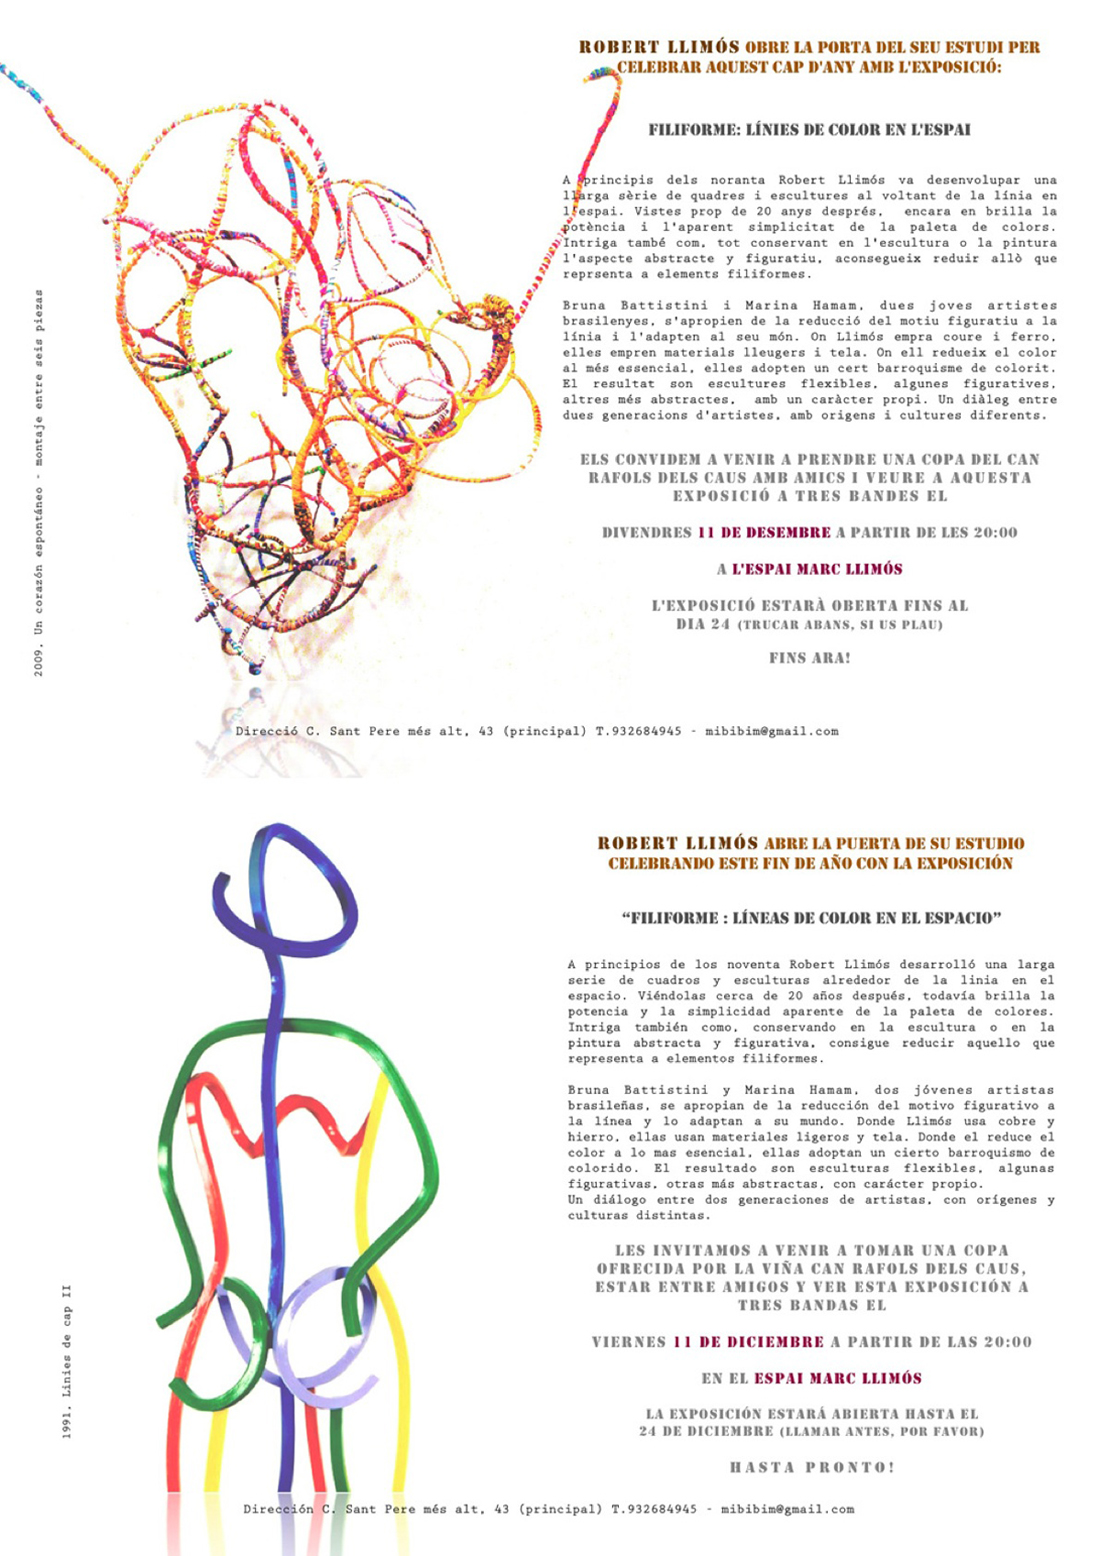 ROBERT LLIMÓS OBRE LA PORTA DEL SEU ESTUDI PER
CELEBRAR AQUEST CAP D'ANY AMB L'EXPOSICIÓ:
FILIFORME: LÍNIES DE COLOR EN L'ESPAI
A principis dels noranta Robert Llimós va desenvolupar una
llarga sèrie de quadres i escultures al voltant de la línia en
l'espai. Vistes prop de 20 anys després, encara en brilla la
potència i l'aparent simplicitat de la paleta de colors.
Intriga també com, tot conservant en l'escultura o la pintura
l'aspecte abstracte y figuratiu, aconsegueix reduir allò que
reprsenta a elements filiformes.
Bruna Battistini i Marina Hamam, dues joves artistes
brasilenyes, s'apropien de la reducció del motiu figuratiu a la
línia i l'adapten al seu món. On Llimós empra coure i ferro,
elles empren materials lleugers i tela. On ell redueix el color
al més essencial, elles adopten un cert barroquisme de colorit.
El resultat son escultures flexibles, algunes figuratives,
altres més abstractes, amb un caràcter propi. Un diàleg entre
dues generacions d'artistes, amb origens i cultures diferents.
ELS CONVIDEM A VENIR A PRENDRE UNA COPA DEL CAN
RAFOLS DELS CAUS AMB AMICS I VEURE A AQUESTA
EXPOSICIÓ A TRES BANDES EL
DIVENDRES 11 DE DESEMBRE A PARTIR DE LES 20:00
A L'ESPAI MARC LLIMÓS
L'EXPOSICIÓ ESTARÀ OBERTA FINS AL
DIA 24 (TRUCAR ABANS, SI US PLAU)
FINS ARA!
2009. Un corazón espontáneo - montaje entre seis piezas
Direcció C. Sant Pere més alt, 43 (principal) T.932684945 - mibibim@gmail.com
ROBERT LLIMÓS ABRE LA PUERTA DE SU ESTUDIO
CELEBRANDO ESTE FIN DE AÑO CON LA EXPOSICIÓN
“FILIFORME : LÍNEAS DE COLOR EN EL ESPACIO”
A principios de los noventa Robert Llimós desarrolló una larga
serie de cuadros y esculturas alrededor de la linia en el
espacio. Viéndolas cerca de 20 años después, todavía brilla la
potencia y la simplicidad aparente de la paleta de colores.
Intriga también como, conservando en la escultura o en la
pintura abstracta y figurativa, consigue reducir aquello que
representa a elementos filiformes.
Bruna Battistini y Marina Hamam, dos jóvenes artistas
brasileñas, se apropian de la reducción del motivo figurativo a
la línea y lo adaptan a su mundo. Donde Llimós usa cobre y
hierro, ellas usan materiales ligeros y tela. Donde el reduce el
color a lo mas esencial, ellas adoptan un cierto barroquismo de
colorido. El resultado son esculturas flexibles, algunas
figurativas, otras más abstractas, con carácter propio.
Un diálogo entre dos generaciones de artistas, con orígenes y
culturas distintas.
LES INVITAMOS A VENIR A TOMAR UNA COPA
OFRECIDA POR LA VIÑA CAN RAFOLS DELS CAUS,
ESTAR ENTRE AMIGOS Y VER ESTA EXPOSICIÓN A
TRES BANDAS EL
VIERNES 11 DE DICIEMBRE A PARTIR DE LAS 20:00
EN EL ESPAI MARC LLIMÓS
LA EXPOSICIÓN ESTARÁ ABIERTA HASTA EL
24 DE DICIEMBRE (LLAMAR ANTES, POR FAVOR)
HASTA PRONTO!
1991. Línies de cap II
Dirección C. Sant Pere més alt, 43 (principal) T.932684945 - mibibim@gmail.com